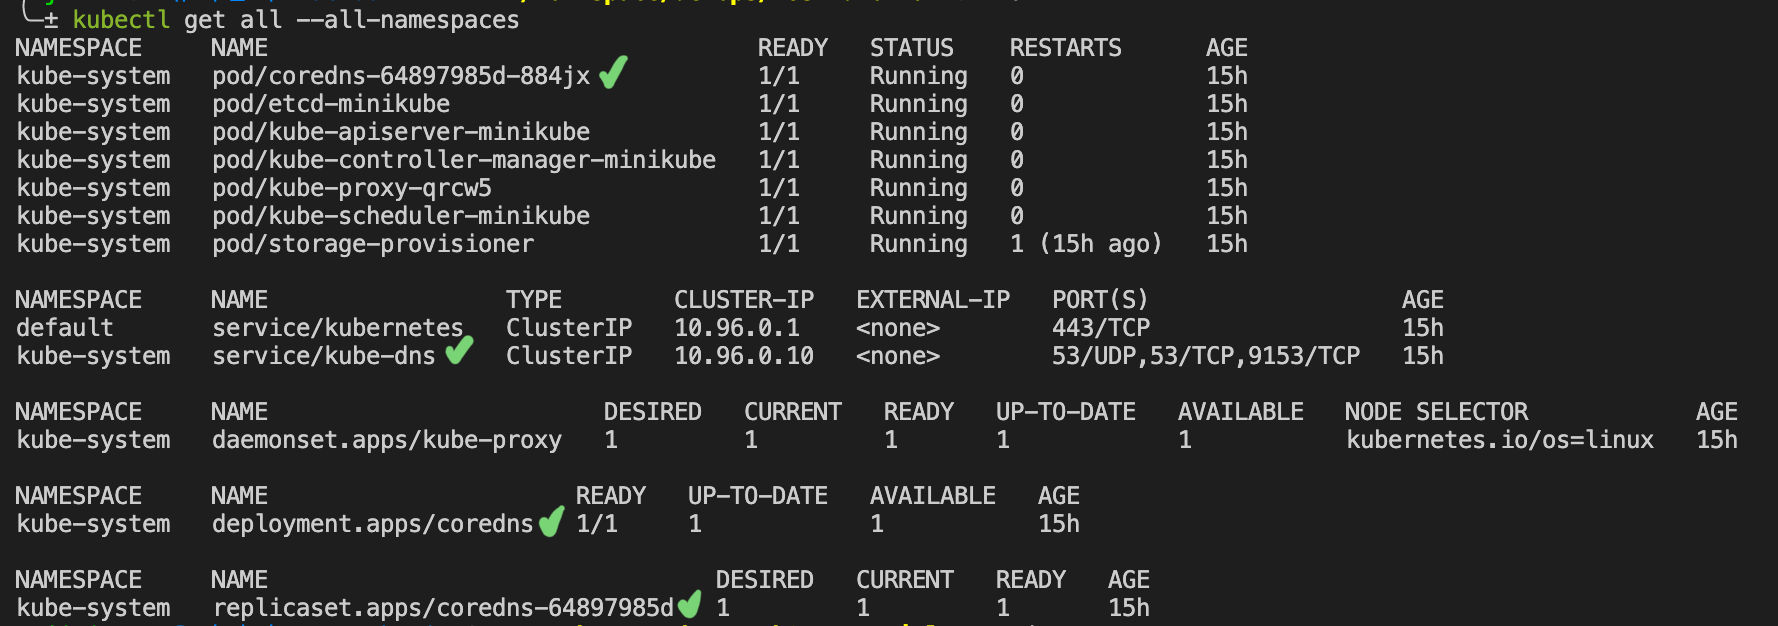 ± kubectl get all --all-namespaces
NAMESPACE NAME READY STATUS RESTARTS AGE
kube-system pod/coredns-64897985d-884jx 1/1 Running 0 15h
kube-system pod/etcd-minikube 1/1 Running 0 15h
kube-system pod/kube-apiserver-minikube 1/1 Running 0 15h
kube-system pod/kube-controller-manager-minikube 1/1 Running 0 15h
kube-system pod/kube-proxy-qrcw5 1/1 Running 0 15h
kube-system pod/kube-scheduler-minikube 1/1 Running 0 15h
kube-system pod/storage-provisioner 1/1 Running 1 (15h ago) 15h
NAMESPACE NAME TYPE CLUSTER-IP EXTERNAL-IP PORT(S) AGE
default service/kubernetes ClusterIP 10.96.0.1 <none> 443/TCP 15h
kube-system service/kube-dns ClusterIP 10.96.0.10 <none> 53/UDP,53/TCP,9153/TCP 15h
NAMESPACE NAME DESIRED CURRENT READY UP-TO-DATE AVAILABLE NODE SELECTOR AGE
kube-system daemonset.apps/kube-proxy 1 1 1 1 1 kubernetes.io/os=linux 15h
NAMESPACE NAME READY UP-TO-DATE AVAILABLE AGE
kube-system deployment.apps/coredns 1/1 1 1 15h
NAMESPACE NAME DESIRED CURRENT READY AGE
kube-system replicaset.apps/coredns-64897985d 1 1 1 15h